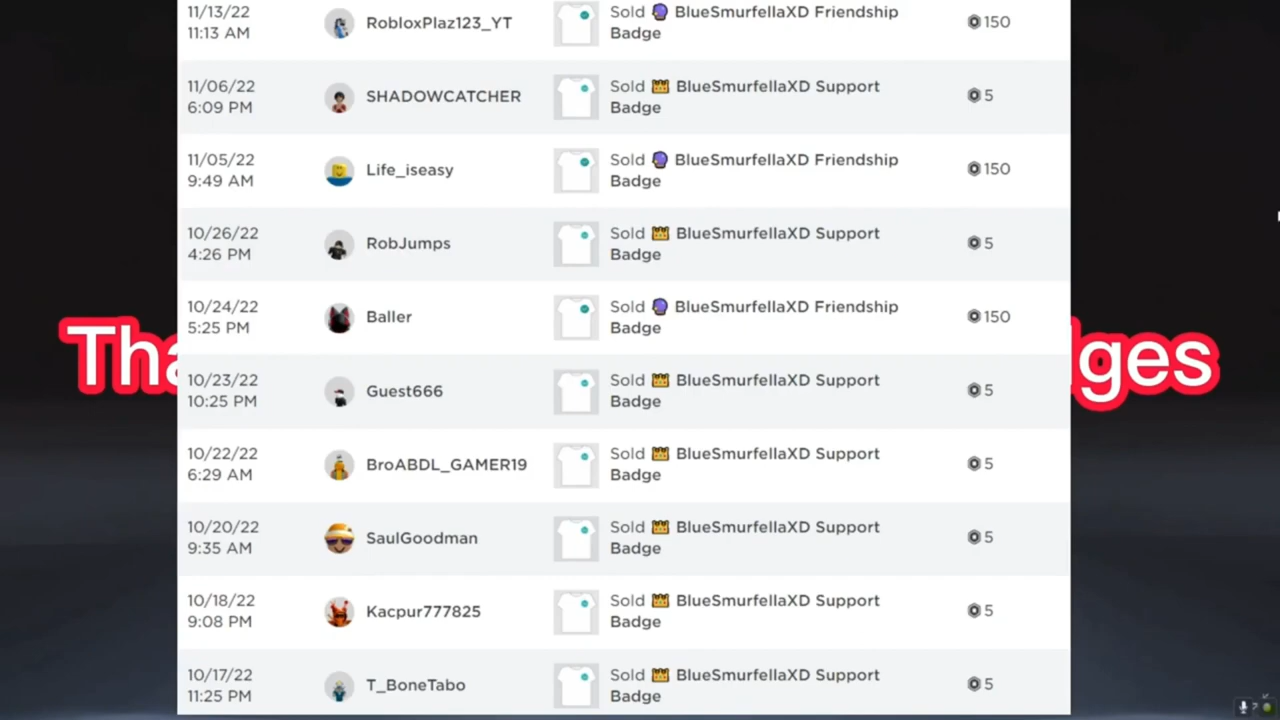 11/13/22
11:13 AM
RobloxPlaz123_YT
Sold 🔮 BlueSmurfellaXD Friendship
Badge
150
11/06/22
6:09 PM
SHADOWCATCHER
Sold 👑 BlueSmurfellaXD Support
Badge
5
11/05/22
9:49 AM
Life_iseasy
Sold 🔮 BlueSmurfellaXD Friendship
Badge
150
10/26/22
4:26 PM
RobJumps
Sold 👑 BlueSmurfellaXD Support
Badge
5
10/24/22
5:25 PM
Baller
Sold 🔮 BlueSmurfellaXD Friendship
Badge
150
Tha
dges
10/23/22
10:25 PM
Guest666
Sold 👑 BlueSmurfellaXD Support
Badge
5
10/22/22
6:29 AM
BroABDL_GAMER19
Sold 👑 BlueSmurfellaXD Support
Badge
5
10/20/22
9:35 AM
SaulGoodman
Sold 👑 BlueSmurfellaXD Support
Badge
5
10/18/22
9:08 PM
Kacpur777825
Sold 👑 BlueSmurfellaXD Support
Badge
5
10/17/22
11:25 PM
T_BoneTabo
Sold 👑 BlueSmurfellaXD Support
Badge
5